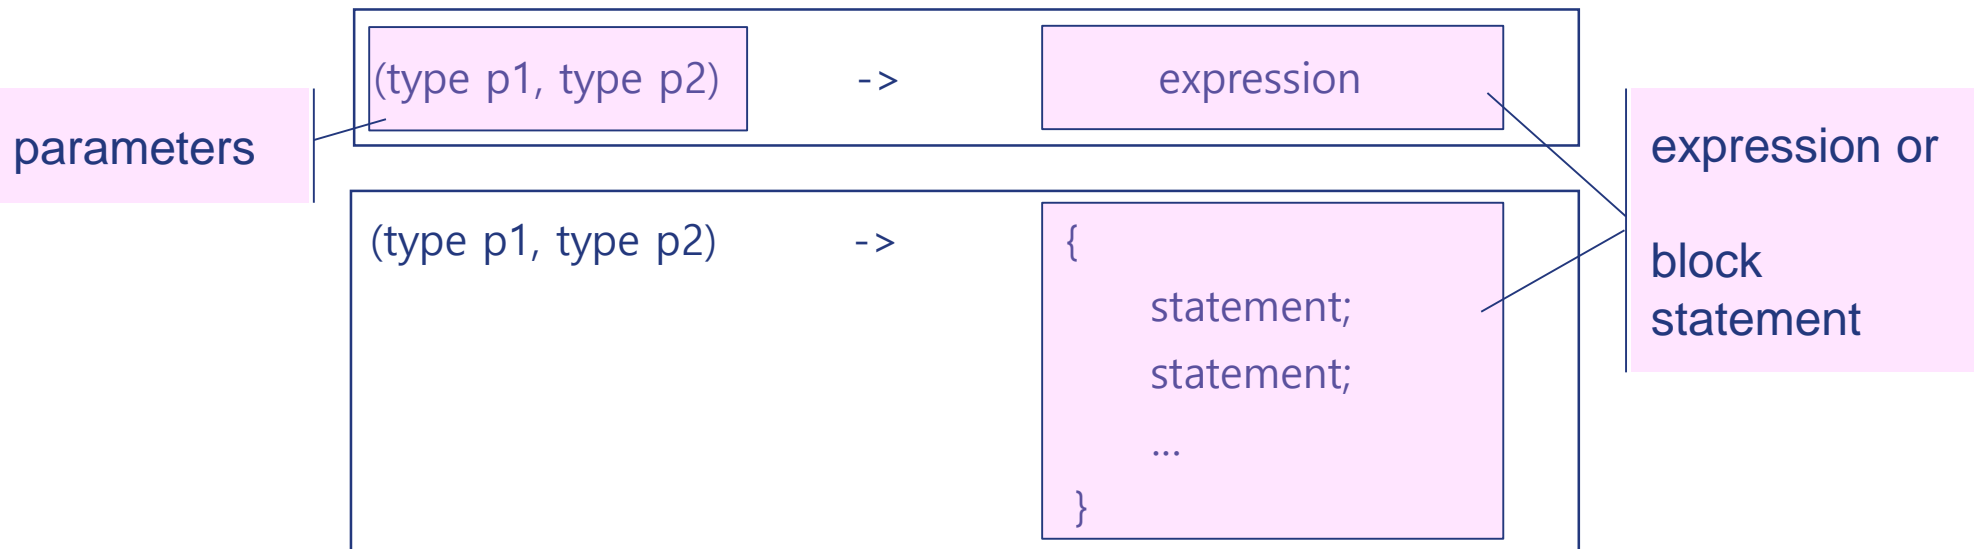 (type p1, type p2) -> expression
parameters
expression or
block
statement
(type p1, type p2) -> {
statement;
statement;
...
}